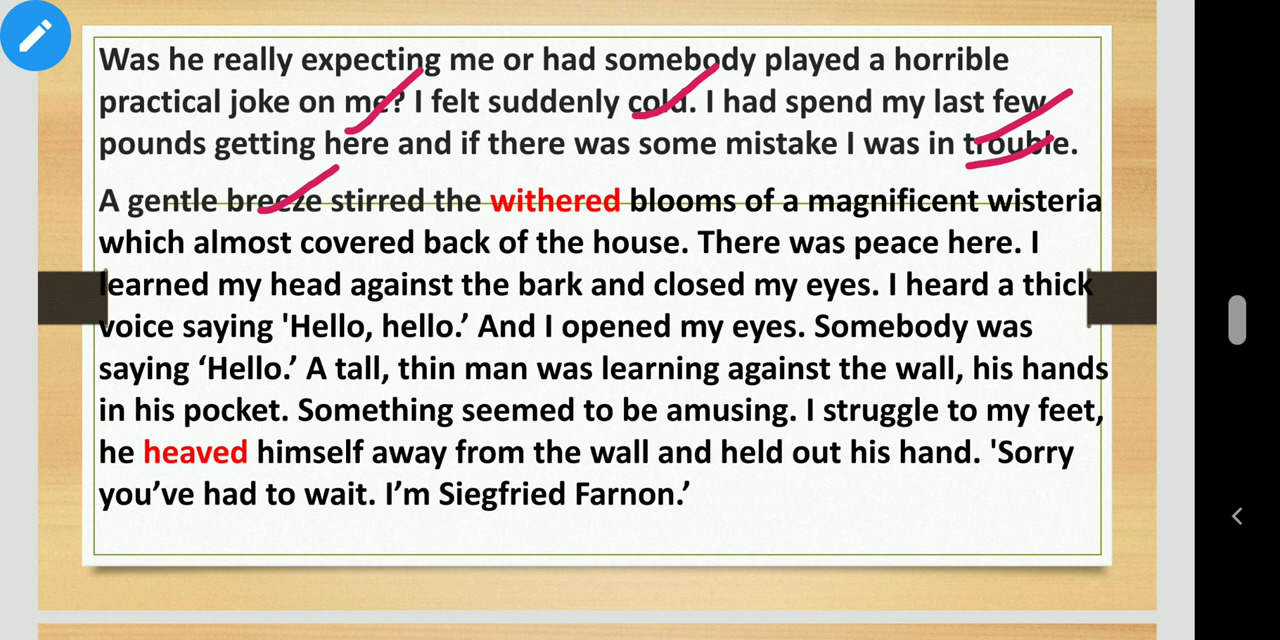 Was he really expecting me or had somebody played a horrible
practical joke on me? I felt suddenly cold. I had spend my last few
pounds getting here and if there was some mistake I was in trouble.
A gentle breeze stirred the withered blooms of a magnificent wisteria
which almost covered back of the house. There was peace here. I
learned my head against the bark and closed my eyes. I heard a thick
voice saying 'Hello, hello.’ And I opened my eyes. Somebody was
saying ‘Hello.’ A tall, thin man was learning against the wall, his hands
in his pocket. Something seemed to be amusing. I struggle to my feet,
he heaved himself away from the wall and held out his hand. 'Sorry
you’ve had to wait. I’m Siegfried Farnon.’